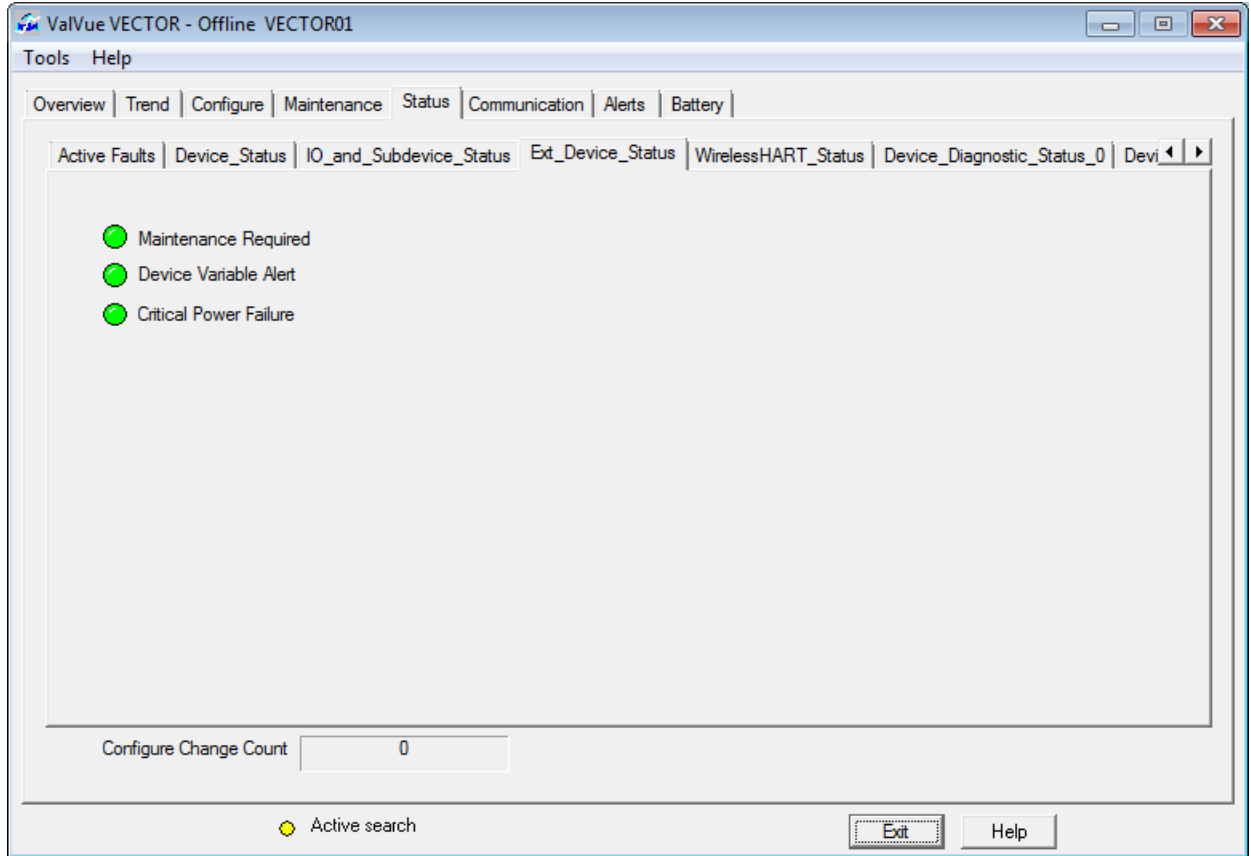 ValVue VECTOR - Offline VECTOR01
Tools Help
Overview Trend Configure Maintenance Status Communication Alerts Battery
Active Faults Device_Status IO_and_Subdevice_Status Ext_Device_Status WirelessHART_Status Device_Diagnostic_Status_0 Devi
Maintenance Required
Device Variable Alert
Critical Power Failure
Configure Change Count 0
Active search Exit Help